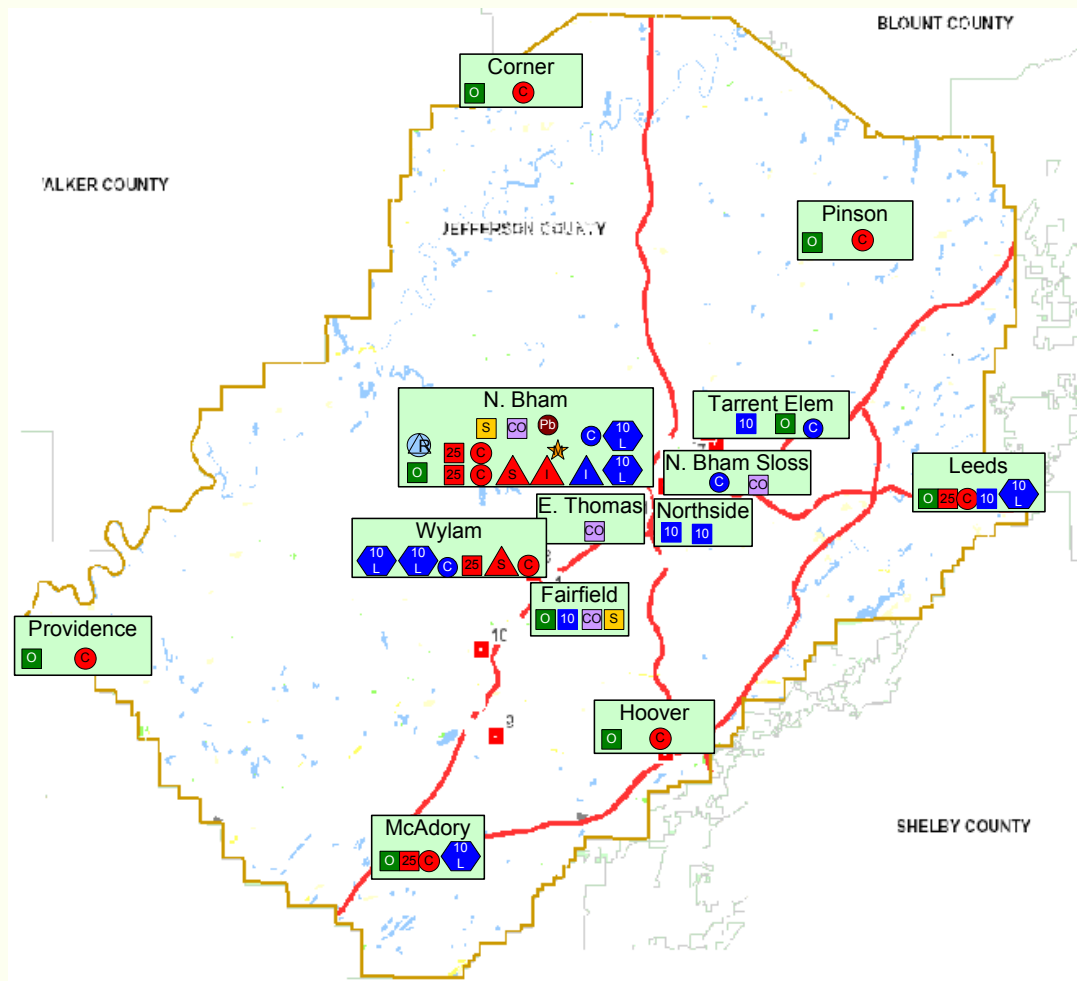 BLOUNT COUNTY
Corner
O C
'ALKER COUNTY
Pinson
O C
JEFFERSON COUNTY
N. Bham
S CO Pb C 10 L
R 25 C M
O 25 C S I I 10 L
Tarrent Elem
10 O C
N. Bham Sloss
C CO
Leeds
O 25 C 10 10 L
E. Thomas
CO
Northside
10 10
Wylam
10 L 10 L C 25 S C
Fairfield
O 10 CO S
Providence
O C
10
9
Hoover
O C
McAdory
O 25 C 10 L
SHELBY COUNTY